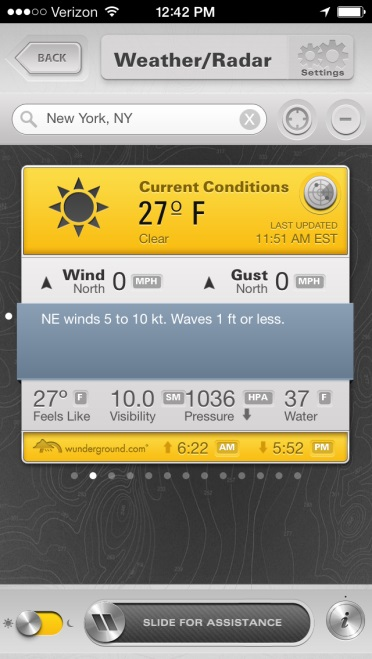 Verizon 12:42 PM
BACK
Weather/Radar
Settings
New York, NY
Current Conditions
27º F
Clear
LAST UPDATED
11:51 AM EST
Wind North 0 MPH
Gust North 0 MPH
NE winds 5 to 10 kt. Waves 1 ft or less.
27º F 10.0 SM 1036 HPA 37 F
Feels Like Visibility Pressure Water
wunderground.com 6:22 AM 5:52 PM
SLIDE FOR ASSISTANCE
i